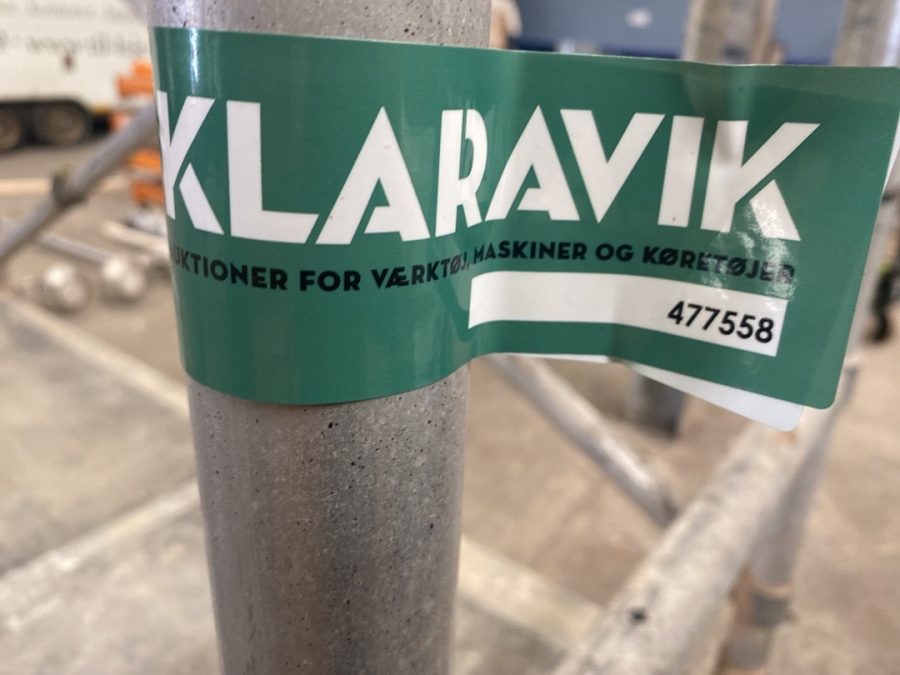 KLARAVIK
UKTIONER FOR VÆRKTØJ, MASKINER OG KØRETØJER
477558